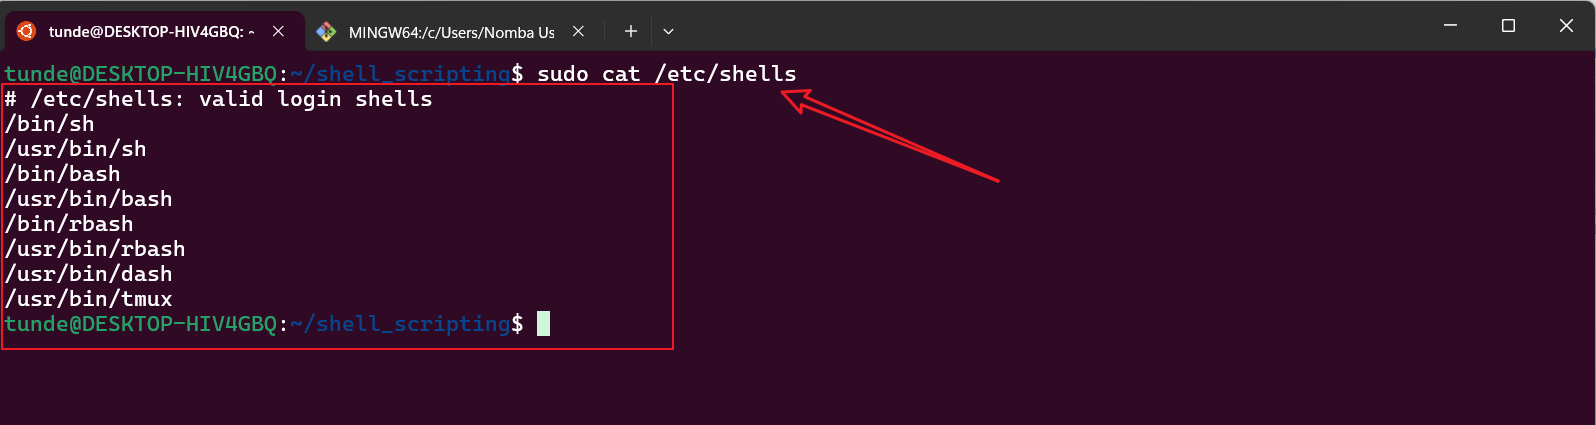 tunde@DESKTOP-HIV4GBQ: ~
MINGW64:/c/Users/Nomba Us
tunde@DESKTOP-HIV4GBQ:~/shell_scripting$ sudo cat /etc/shells
# /etc/shells: valid login shells
/bin/sh
/usr/bin/sh
/bin/bash
/usr/bin/bash
/bin/rbash
/usr/bin/rbash
/usr/bin/dash
/usr/bin/tmux
tunde@DESKTOP-HIV4GBQ:~/shell_scripting$